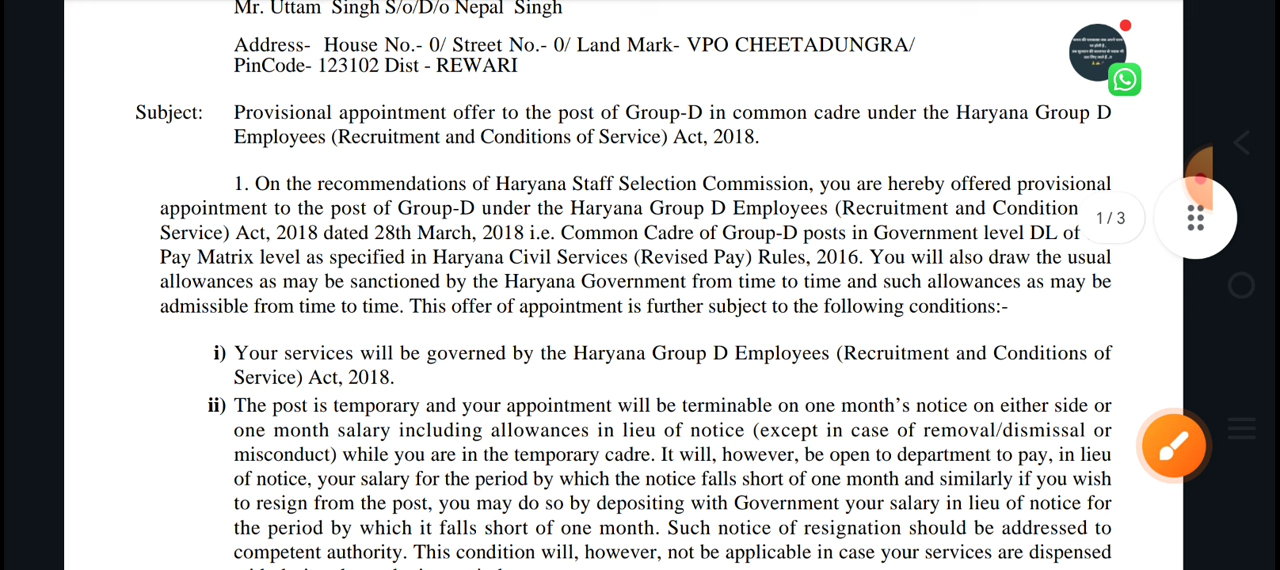 Mr. Uttam Singh S/o/D/o Nepal Singh
Address- House No.- 0/ Street No.- 0/ Land Mark- VPO CHEETADUNGRA/
PinCode- 123102 Dist - REWARI
Subject: Provisional appointment offer to the post of Group-D in common cadre under the Haryana Group D
Employees (Recruitment and Conditions of Service) Act, 2018.
1. On the recommendations of Haryana Staff Selection Commission, you are hereby offered provisional
appointment to the post of Group-D under the Haryana Group D Employees (Recruitment and Condition
1 / 3
Service) Act, 2018 dated 28th March, 2018 i.e. Common Cadre of Group-D posts in Government level DL of
Pay Matrix level as specified in Haryana Civil Services (Revised Pay) Rules, 2016. You will also draw the usual
allowances as may be sanctioned by the Haryana Government from time to time and such allowances as may be
admissible from time to time. This offer of appointment is further subject to the following conditions:-
i) Your services will be governed by the Haryana Group D Employees (Recruitment and Conditions of
Service) Act, 2018.
ii) The post is temporary and your appointment will be terminable on one month’s notice on either side or
one month salary including allowances in lieu of notice (except in case of removal/dismissal or
misconduct) while you are in the temporary cadre. It will, however, be open to department to pay, in lieu
of notice, your salary for the period by which the notice falls short of one month and similarly if you wish
to resign from the post, you may do so by depositing with Government your salary in lieu of notice for
the period by which it falls short of one month. Such notice of resignation should be addressed to
competent authority. This condition will, however, not be applicable in case your services are dispensed